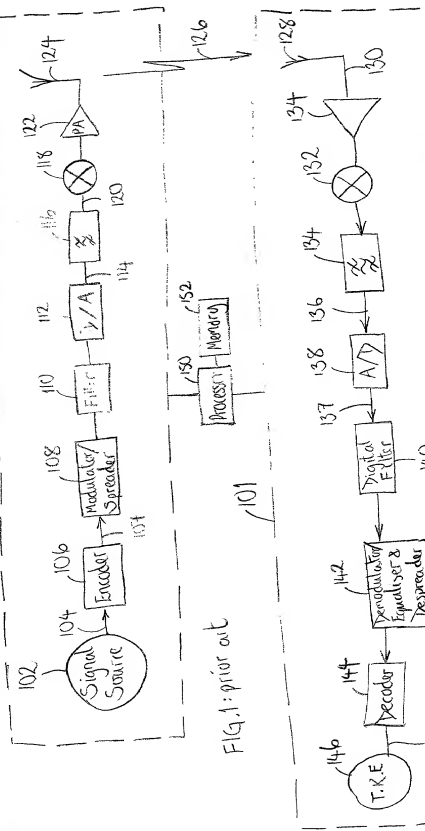 102
Signal
Source
104
106
Encoder
107
108
Modulator/
Spreader
110
Filter
112
D/A
114
116
120
118
122
PA
124
126
150
Processor
152
Memory
FIG.1: prior art
101
128
130
134
132
134
136
138
A/D
137
Digital
Filter
142
Demodulator
Equaliser &
Despreader
144
Decoder
146
T.K.E